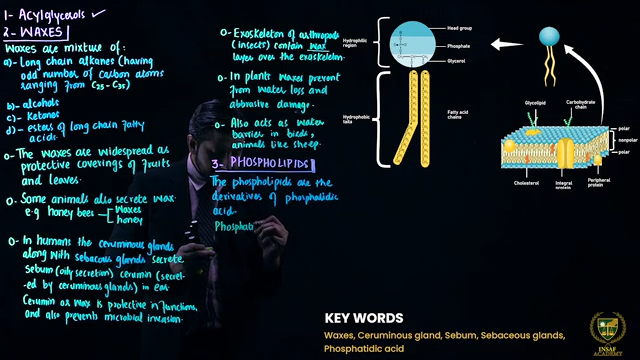 1- Acylglycerols ✓
2- WAXES
Waxes are mixture of:
a)- Long chain alkanes (having
odd number of Carbon atoms
ranging from C25-C35)
b)- alcohols
c)- Ketones
d)- esters of long chain fatty
acids.
o- The waxes are widespread as
protective coverings of fruits
and leaves.
o- Some animals also secrete wax.
e.g honey bees
Waxes
honey
o- In humans the ceruminous glands
along with sebaceous glands secrete
Sebum (oily secretion) cerumin (secret-
ed by ceruminous glands) in ear.
Cerumin or wax is protective in functions,
and also prevents microbial invasion.
o- Exoskeleton of arthropods
(insects) contain wax
layer over the exoskeleton.
o- In plants waxes prevent
from water loss and
abbrasive damage.
o- Also acts as water
barrier in birds,
animals like sheep.
3- PHOSPHOLIPIDS
The phospolipids are the
derivatives of phosphatidic
acid.
Phosphati
Hydrophilic
region
Head group
Phosphate
Glycerol
Hydrophobic
tails
Fatty acid
chains
Glycolipid
Carbohydrate
chain
polar
nonpolar
polar
Cholesterol
Integral
protein
Peripheral
protein
KEY WORDS
Waxes, Ceruminous gland, Sebum, Sebaceous glands,
Phosphatidic acid
INSAF
ACADEMY